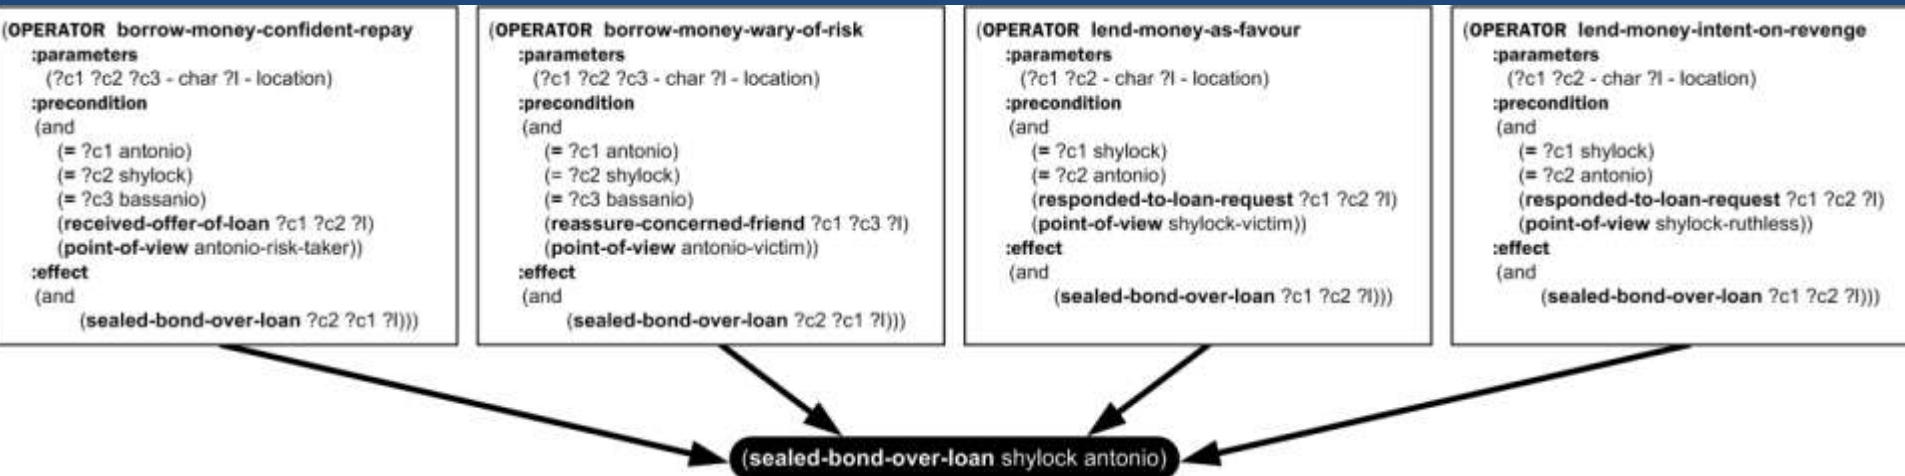 (OPERATOR borrow-money-confident-repay
:parameters
(?c1 ?c2 ?c3 - char ?l - location)
:precondition
(and
(= ?c1 antonio)
(= ?c2 shylock)
(= ?c3 bassanio)
(received-offer-of-loan ?c1 ?c2 ?l)
(point-of-view antonio-risk-taker))
:effect
(and
(sealed-bond-over-loan ?c2 ?c1 ?l)))
(OPERATOR borrow-money-wary-of-risk
:parameters
(?c1 ?c2 ?c3 - char ?l - location)
:precondition
(and
(= ?c1 antonio)
(= ?c2 shylock)
(= ?c3 bassanio)
(reassure-concerned-friend ?c1 ?c3 ?l)
(point-of-view antonio-victim))
:effect
(and
(sealed-bond-over-loan ?c2 ?c1 ?l)))
(OPERATOR lend-money-as-favour
:parameters
(?c1 ?c2 - char ?l - location)
:precondition
(and
(= ?c1 shylock)
(= ?c2 antonio)
(responded-to-loan-request ?c1 ?c2 ?l)
(point-of-view shylock-victim))
:effect
(and
(sealed-bond-over-loan ?c1 ?c2 ?l)))
(OPERATOR lend-money-intent-on-revenge
:parameters
(?c1 ?c2 - char ?l - location)
:precondition
(and
(= ?c1 shylock)
(= ?c2 antonio)
(responded-to-loan-request ?c1 ?c2 ?l)
(point-of-view shylock-ruthless))
:effect
(and
(sealed-bond-over-loan ?c1 ?c2 ?l)))
(sealed-bond-over-loan shylock antonio)